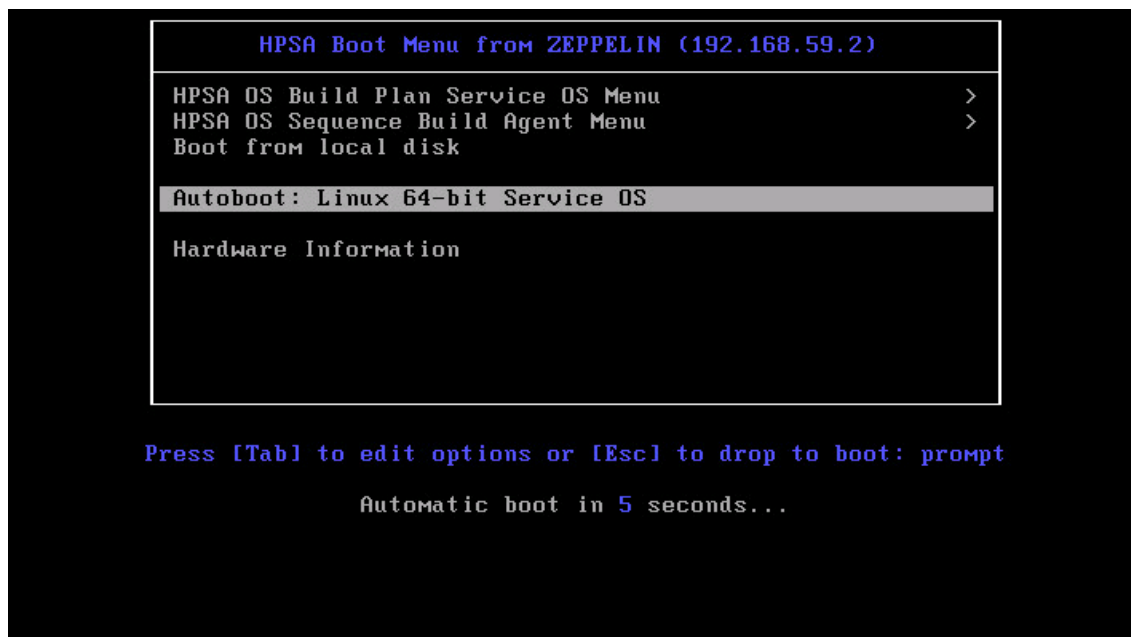 HPSA Boot Menu from ZEPPELIN (192.168.59.2)
HPSA OS Build Plan Service OS Menu >
HPSA OS Sequence Build Agent Menu >
Boot from local disk
Autoboot: Linux 64-bit Service OS
Hardware Information
Press [Tab] to edit options or [Esc] to drop to boot: prompt
Automatic boot in 5 seconds...